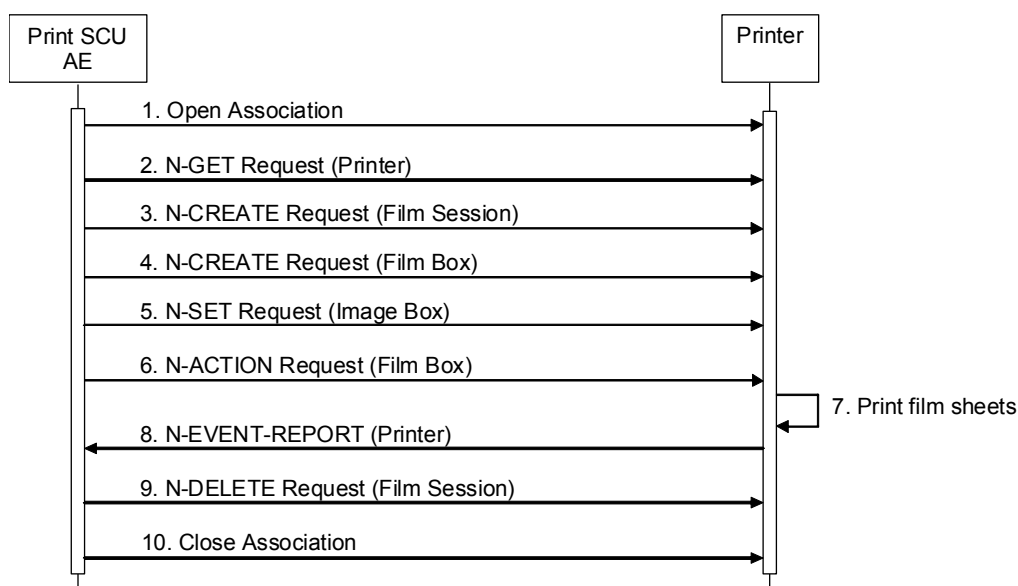 Print SCU
AE
Printer
1. Open Association
2. N-GET Request (Printer)
3. N-CREATE Request (Film Session)
4. N-CREATE Request (Film Box)
5. N-SET Request (Image Box)
6. N-ACTION Request (Film Box)
7. Print film sheets
8. N-EVENT-REPORT (Printer)
9. N-DELETE Request (Film Session)
10. Close Association